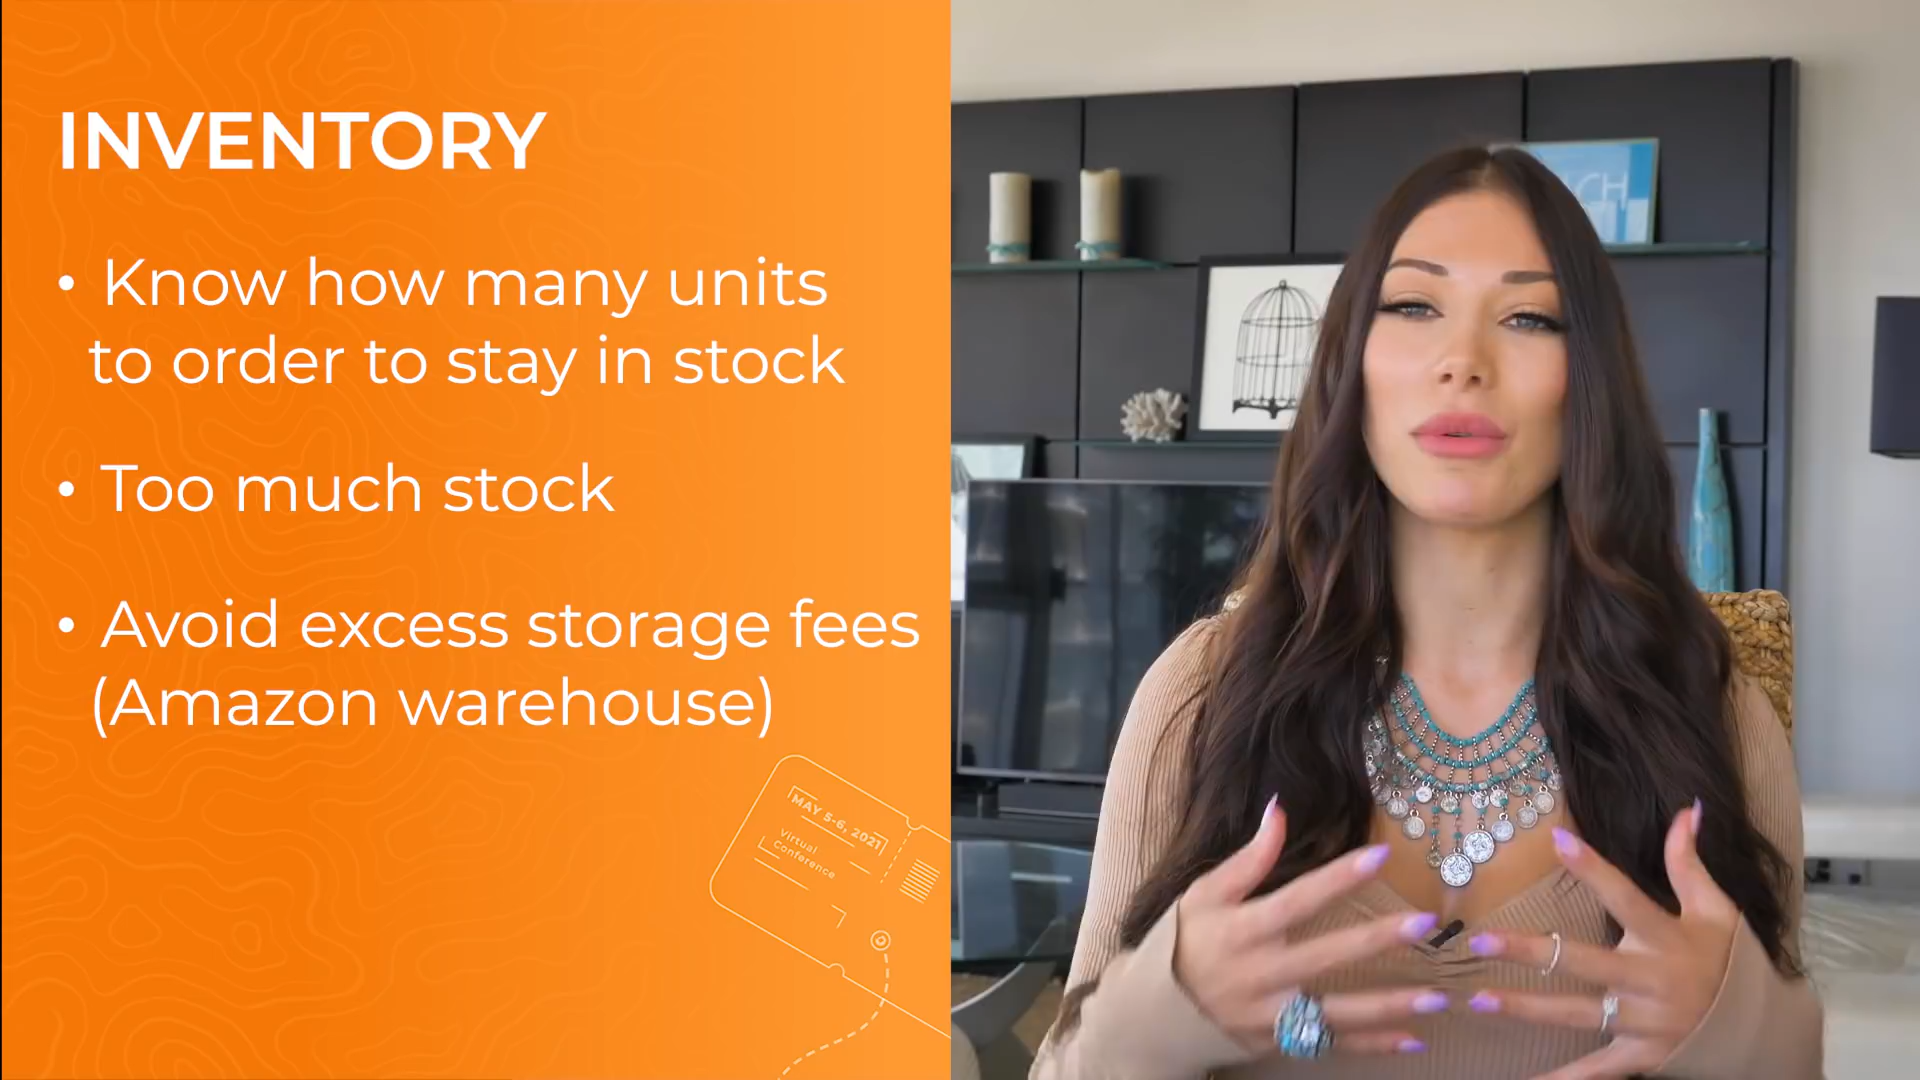 INVENTORY
• Know how many units
to order to stay in stock
• Too much stock
• Avoid excess storage fees
(Amazon warehouse)
MAY 5-6, 2021
Virtual
Conference